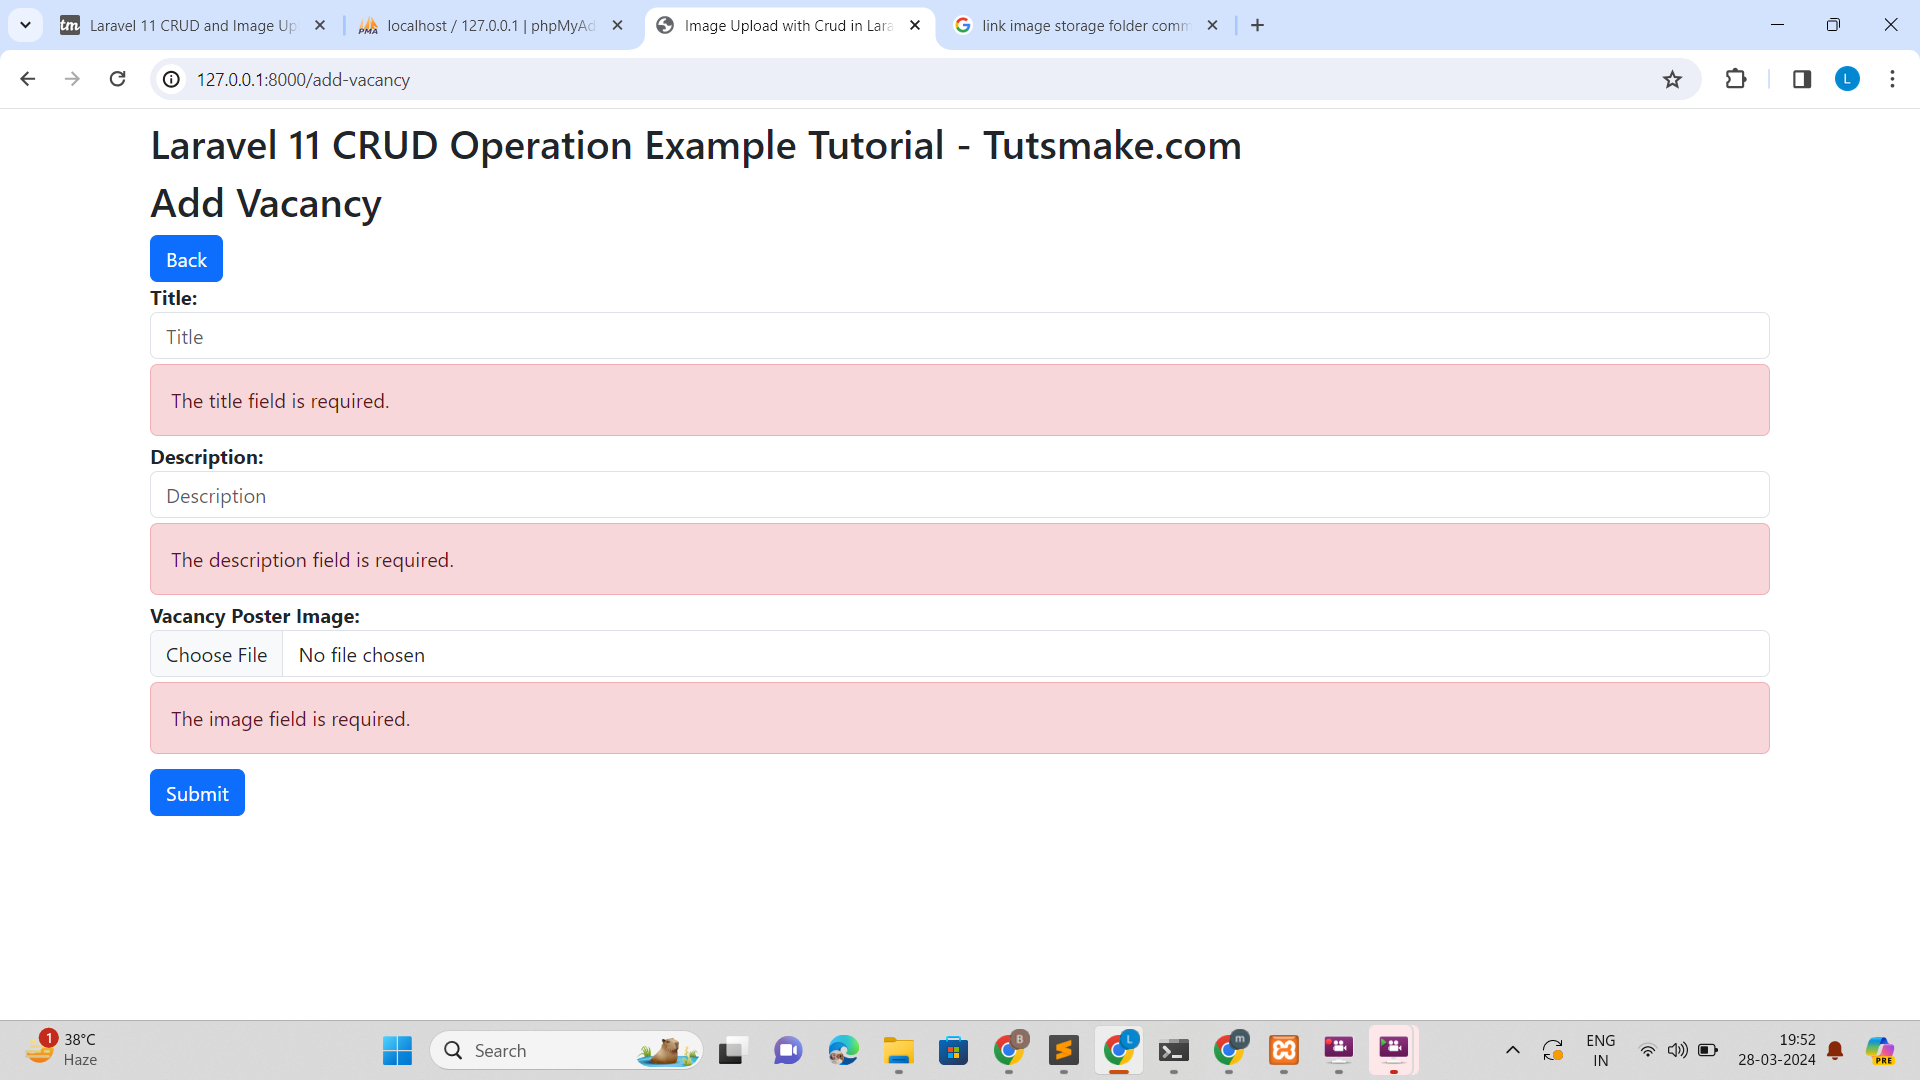 tm Laravel 11 CRUD and Image Up
PMA localhost / 127.0.0.1 | phpMyAd
Image Upload with Crud in Lara
G link image storage folder comm
127.0.0.1:8000/add-vacancy
L
Laravel 11 CRUD Operation Example Tutorial - Tutsmake.com
Add Vacancy
Back
Title:
Title
The title field is required.
Description:
Description
The description field is required.
Vacancy Poster Image:
Choose File No file chosen
The image field is required.
Submit
1
38°C
Haze
Search
B
L
m
ENG
IN
19:52
28-03-2024
PRE